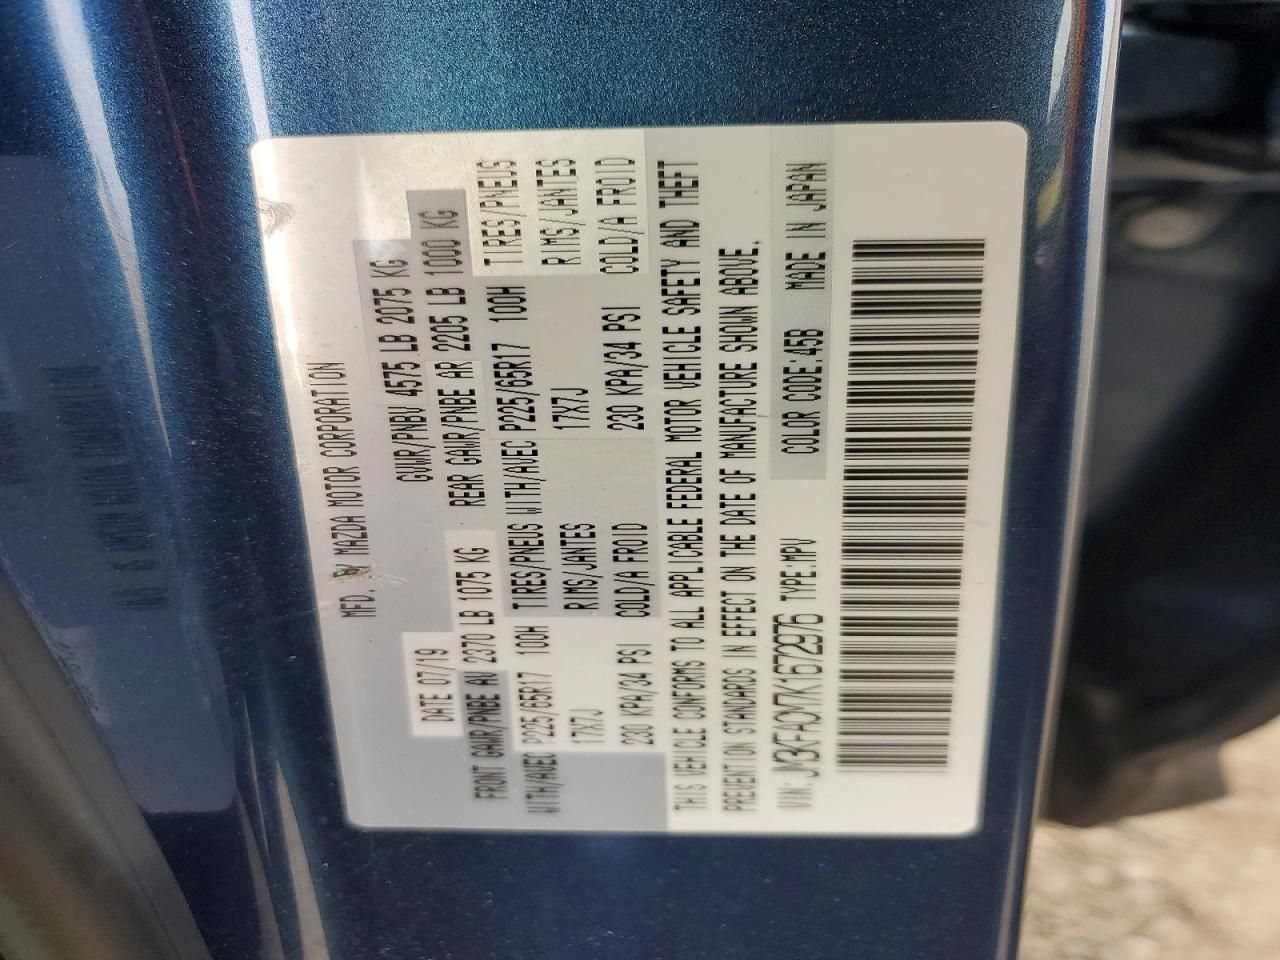 MFD. BY MAZDA MOTOR CORPORATION
DATE 07/19 GVWR/PNBV 4575 LB 2075 KG
FRONT GAWR/PNBE AV 2370 LB 1075 KG REAR GAWR/PNBE AR 2205 LB 1000 KG
WITH/AVEC P225/65R17 100H TIRES/PNEUS WITH/AVEC P225/65R17 100H TIRES/PNEUS
17X7J RIMS/JANTES 17X7J RIMS/JANTES
230 KPA/34 PSI COLD/A FROID 230 KPA/34 PSI COLD/A FROID
THIS VEHICLE CONFORMS TO ALL APPLICABLE FEDERAL MOTOR VEHICLE SAFETY AND THEFT
PREVENTION STANDARDS IN EFFECT ON THE DATE OF MANUFACTURE SHOWN ABOVE.
VIN: JM3KFACM7K1672976 TYPE:MPV COLOR CODE:45B MADE IN JAPAN